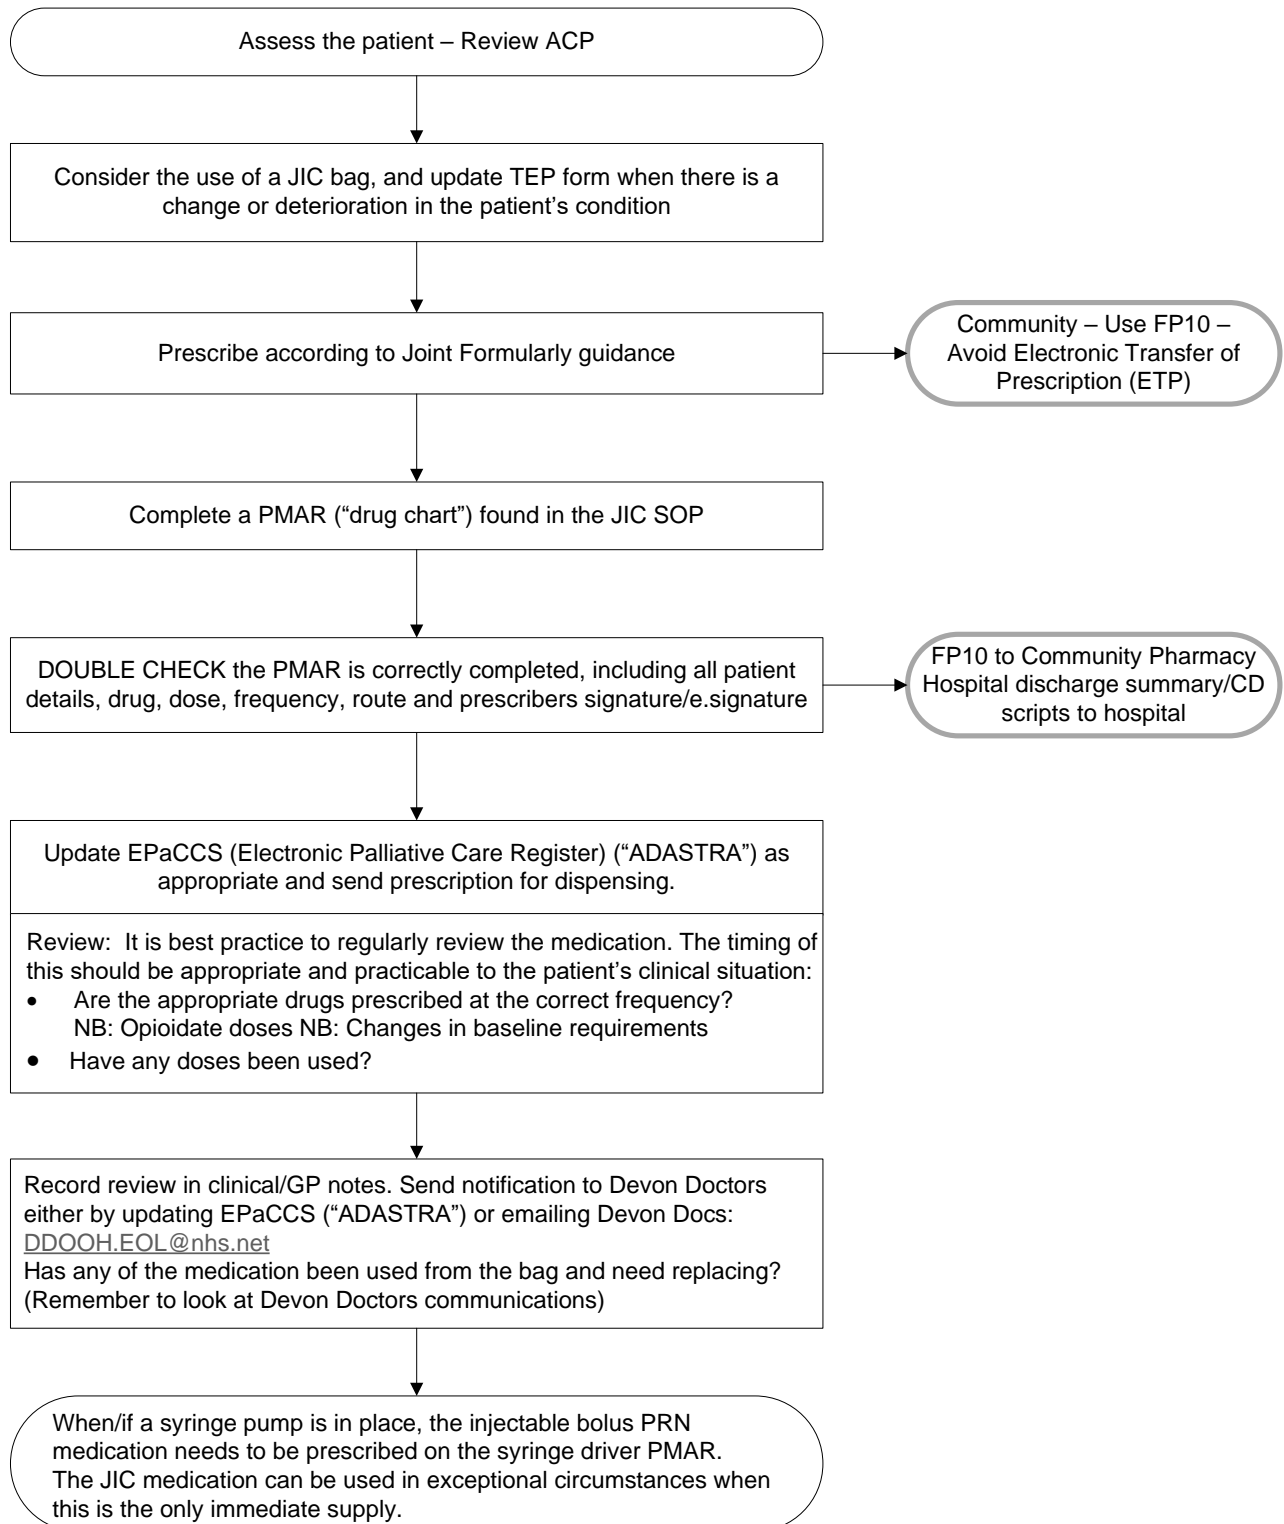 Assess the patient – Review ACP
Consider the use of a JIC bag, and update TEP form when there is a
change or deterioration in the patient’s condition
Prescribe according to Joint Formularly guidance
Community – Use FP10 –
Avoid Electronic Transfer of
Prescription (ETP)
Complete a PMAR (“drug chart”) found in the JIC SOP
DOUBLE CHECK the PMAR is correctly completed, including all patient
details, drug, dose, frequency, route and prescribers signature/e.signature
FP10 to Community Pharmacy
Hospital discharge summary/CD
scripts to hospital
Update EPaCCS (Electronic Palliative Care Register) (“ADASTRA”) as
appropriate and send prescription for dispensing.
Review:  It is best practice to regularly review the medication. The timing of
this should be appropriate and practicable to the patient’s clinical situation:
• Are the appropriate drugs prescribed at the correct frequency?
NB: Opioidate doses NB: Changes in baseline requirements
• Have any doses been used?
Record review in clinical/GP notes. Send notification to Devon Doctors
either by updating EPaCCS (“ADASTRA”) or emailing Devon Docs:
DDOOH.EOL@nhs.net
Has any of the medication been used from the bag and need replacing?
(Remember to look at Devon Doctors communications)
When/if a syringe pump is in place, the injectable bolus PRN
medication needs to be prescribed on the syringe driver PMAR.
The JIC medication can be used in exceptional circumstances when
this is the only immediate supply.